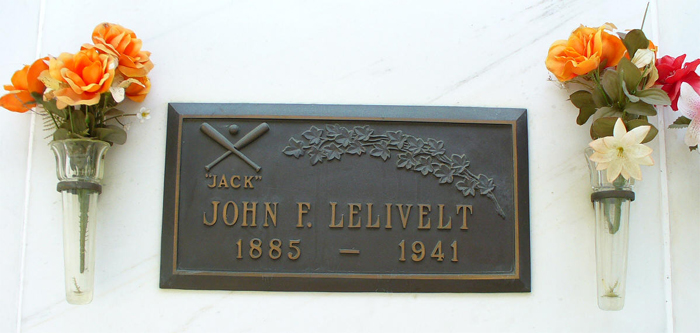 "JACK"
JOHN F. LELIVELT
1885 – 1941